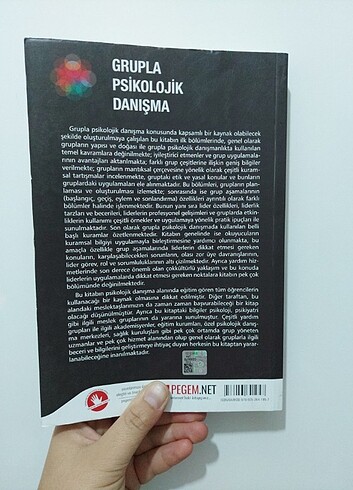 GRUPLA
PSİKOLOJİK
DANIŞMA
Grupla psikolojik danışma konusunda kapsamlı bir kaynak olabilecek
şekilde oluşturulmaya çalışılan bu kitabın ilk bölümlerinde, genel olarak
grupların yapısı ve doğası ile grupla psikolojik danışmanlıkta kullanılan
temel kavramlara değinilmekte; iyileştirici etmenler ve grup uygulamala-
rının avantajları aktarılmakta; farklı grup çeşitlerine ilişkin geniş bilgiler
verilmekte; grupların mantıksal çerçevesine yönelik olarak çeşitli kuram-
sal tartışmalar incelenmekte, gruptaki etik ve yasal konular ve bunların
gruplardaki uygulamaları ele alınmaktadır. Bu bölümleri, grupların plan-
laması ve oluşturulması izlemekte; sonrasında ise grup aşamalarının
(başlangıç, geçiş, eylem ve sonlandırma) özellikleri ayrıntılı olarak farklı
bölümler halinde işlenmektedir. Bunun yanı sıra lider özellikleri, liderlik
tarzları ve becerileri, liderlerin profesyonel gelişimleri ve gruplarda etkin-
liklerin kullanımı çeşitli örnekler ve uygulamaya yönelik pratik ipuçları ile
sunulmaktadır. Son olarak grupla psikolojik danışmada kullanılan belli
başlı kuramlar özetlenmektedir. Kitabın genelinde ise okuyucuların
kuramsal bilgiyi uygulamayla birleştirmesine yardımcı olunmakta, bu
amaçla özellikle grup aşamalarında liderlerin dikkat etmesi gereken
konuların, karşılaşabilecekleri sorunların, olası zor üye davranışlarının,
lider görev, rol ve sorumluluklarının altı çizilmektedir. Ayrıca yardım hiz-
metlerinde son derece önemli olan çokkültürlü yaklaşım ve bu konuda
liderlerin uygulamalarda dikkat etmesi gereken noktalara kitabın pek çok
bölümünde değinilmektedir.
Bu kitabın psikolojik danışma alanında eğitim gören tüm öğrencilerin
kullanacağı bir kaynak olmasına dikkat edilmiştir. Diğer taraftan, bu
alandaki meslektaşlarımızın da zaman zaman başvurabileceği bir kitap
olacağı düşünülmüştür. Ayrıca bu kitaptaki bilgiler psikoloji, psikiyatri
gibi ilgili meslek gruplarının da yararına sunulmuştur. Çeşitli yardım
grupları ile ilgili akademisyenler, eğitim kurumları, özel psikolojik danış-
ma merkezleri, sağlık kuruluşları gibi pek çok ortamda grup yöneten
uzmanlar ve pek çok hizmet alanından olup genel olarak gruplarla ilgili
beceri ve bilgilerini geliştirmeye ihtiyaç duyan herkesin bu kitaptan yarar-
lanabileceğine inanılmaktadır.
PEGEM.NET